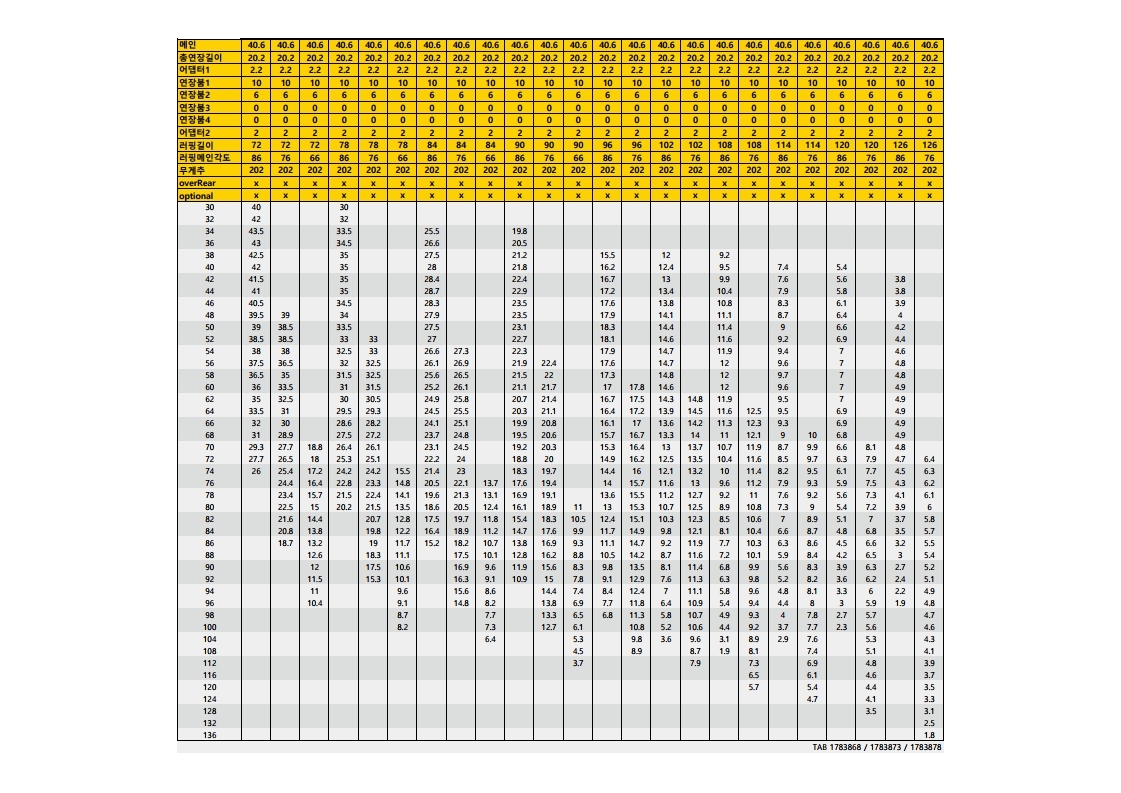 메인 40.6 40.6 40.6 40.6 40.6 40.6 40.6 40.6 40.6 40.6 40.6 40.6 40.6 40.6 40.6 40.6 40.6 40.6 40.6 40.6 40.6 40.6 40.6 40.6
총연장길이 20.2 20.2 20.2 20.2 20.2 20.2 20.2 20.2 20.2 20.2 20.2 20.2 20.2 20.2 20.2 20.2 20.2 20.2 20.2 20.2 20.2 20.2 20.2 20.2
어댑터1 2.2 2.2 2.2 2.2 2.2 2.2 2.2 2.2 2.2 2.2 2.2 2.2 2.2 2.2 2.2 2.2 2.2 2.2 2.2 2.2 2.2 2.2 2.2 2.2
연장붐1 10 10 10 10 10 10 10 10 10 10 10 10 10 10 10 10 10 10 10 10 10 10 10 10
연장붐2 6 6 6 6 6 6 6 6 6 6 6 6 6 6 6 6 6 6 6 6 6 6 6 6
연장붐3 0 0 0 0 0 0 0 0 0 0 0 0 0 0 0 0 0 0 0 0 0 0 0 0
연장붐4 0 0 0 0 0 0 0 0 0 0 0 0 0 0 0 0 0 0 0 0 0 0 0 0
어댑터2 2 2 2 2 2 2 2 2 2 2 2 2 2 2 2 2 2 2 2 2 2 2 2 2
러핑길이 72 72 72 78 78 78 84 84 84 90 90 90 96 96 102 102 108 108 114 114 120 120 126 126
러핑메인각도 86 76 66 86 76 66 86 76 66 86 76 66 86 76 86 76 86 76 86 76 86 76 86 76
무게추 202 202 202 202 202 202 202 202 202 202 202 202 202 202 202 202 202 202 202 202 202 202 202 202
overRear x x x x x x x x x x x x x x x x x x x x x x x x
optional x x x x x x x x x x x x x x x x x x x x x x x x
30 40 30
32 42 32
34 43.5 33.5 25.5 19.8
36 43 34.5 26.6 20.5
38 42.5 35 27.5 21.2 15.5 12 9.2
40 42 35 28 21.8 16.2 12.4 9.5 7.4 5.4
42 41.5 35 28.4 22.4 16.7 13 9.9 7.6 5.6 3.8
44 41 35 28.7 22.9 17.2 13.4 10.4 7.9 5.8 3.8
46 40.5 34.5 28.3 23.5 17.6 13.8 10.8 8.3 6.1 3.9
48 39.5 39 34 27.9 23.5 17.9 14.1 11.1 8.7 6.4 4
50 39 38.5 33.5 27.5 23.1 18.3 14.4 11.4 9 6.6 4.2
52 38.5 38.5 33 33 27 22.7 18.1 14.6 11.6 9.2 6.9 4.4
54 38 38 32.5 33 26.6 27.3 22.3 17.9 14.7 11.9 9.4 7 4.6
56 37.5 36.5 32 32.5 26.1 26.9 21.9 22.4 17.6 14.7 12 9.6 7 4.8
58 36.5 35 31.5 32.5 25.6 26.5 21.5 22 17.3 14.8 12 9.7 7 4.8
60 36 33.5 31 31.5 25.2 26.1 21.1 21.7 17 17.8 14.6 12 9.6 7 4.9
62 35 32.5 30 30.5 24.9 25.8 20.7 21.4 16.7 17.5 14.3 14.8 11.9 9.5 7 4.9
64 33.5 31 29.5 29.3 24.5 25.5 20.3 21.1 16.4 17.2 13.9 14.5 11.6 12.5 9.5 6.9 4.9
66 32 30 28.6 28.2 24.1 25.1 19.9 20.8 16.1 17 13.6 14.2 11.3 12.3 9.3 6.9 4.9
68 31 28.9 27.5 27.2 23.7 24.8 19.5 20.6 15.7 16.7 13.3 14 11 12.1 9 10 6.8 4.9
70 29.3 27.7 18.8 26.4 26.1 23.1 24.5 19.2 20.3 15.3 16.4 13 13.7 10.7 11.9 8.7 9.9 6.6 8.1 4.8
72 27.7 26.5 18 25.3 25.1 22.2 24 18.8 20 14.9 16.2 12.5 13.5 10.4 11.6 8.5 9.7 6.3 7.9 4.7 6.4
74 26 25.4 17.2 24.2 24.2 15.5 21.4 23 18.3 19.7 14.4 16 12.1 13.2 10 11.4 8.2 9.5 6.1 7.7 4.5 6.3
76 24.4 16.4 22.8 23.3 14.8 20.5 22.1 13.7 17.6 19.4 14 15.7 11.6 13 9.6 11.2 7.9 9.3 5.9 7.5 4.3 6.2
78 23.4 15.7 21.5 22.4 14.1 19.6 21.3 13.1 16.9 19.1 13.6 15.5 11.2 12.7 9.2 11 7.6 9.2 5.6 7.3 4.1 6.1
80 22.5 15 20.2 21.5 13.5 18.6 20.5 12.4 16.1 18.9 11 13 15.3 10.7 12.5 8.9 10.8 7.3 9 5.4 7.2 3.9 6
82 21.6 14.4 20.7 12.8 17.5 19.7 11.8 15.4 18.3 10.5 12.4 15.1 10.3 12.3 8.5 10.6 7 8.9 5.1 7 3.7 5.8
84 20.8 13.8 19.8 12.2 16.4 18.9 11.2 14.7 17.6 9.9 11.7 14.9 9.8 12.1 8.1 10.4 6.6 8.7 4.8 6.8 3.5 5.7
86 18.7 13.2 19 11.7 15.2 18.2 10.7 13.8 16.9 9.3 11.1 14.7 9.2 11.9 7.7 10.3 6.3 8.6 4.5 6.6 3.2 5.5
88 12.6 18.3 11.1 17.5 10.1 12.8 16.2 8.8 10.5 14.2 8.7 11.6 7.2 10.1 5.9 8.4 4.2 6.5 3 5.4
90 12 17.5 10.6 16.9 9.6 11.9 15.6 8.3 9.8 13.5 8.1 11.4 6.8 9.9 5.6 8.3 3.9 6.3 2.7 5.2
92 11.5 15.3 10.1 16.3 9.1 10.9 15 7.8 9.1 12.9 7.6 11.3 6.3 9.8 5.2 8.2 3.6 6.2 2.4 5.1
94 11 9.6 15.6 8.6 14.4 7.4 8.4 12.4 7 11.1 5.8 9.6 4.8 8.1 3.3 6 2.2 4.9
96 10.4 9.1 14.8 8.2 13.8 6.9 7.7 11.8 6.4 10.9 5.4 9.4 4.4 8 3 5.9 1.9 4.8
98 8.7 7.7 13.3 6.5 6.8 11.3 5.8 10.7 4.9 9.3 4 7.8 2.7 5.7 4.7
100 8.2 7.3 12.7 6.1 10.8 5.2 10.6 4.4 9.2 3.7 7.7 2.3 5.6 4.6
104 6.4 5.3 9.8 3.6 9.6 3.1 8.9 2.9 7.6 5.3 4.3
108 4.5 8.9 8.7 1.9 8.1 7.4 5.1 4.1
112 3.7 7.9 7.3 6.9 4.8 3.9
116 6.5 6.1 4.6 3.7
120 5.7 5.4 4.4 3.5
124 4.7 4.1 3.3
128 3.5 3.1
132 2.5
136 1.8
TAB 1783868 / 1783873 / 1783878